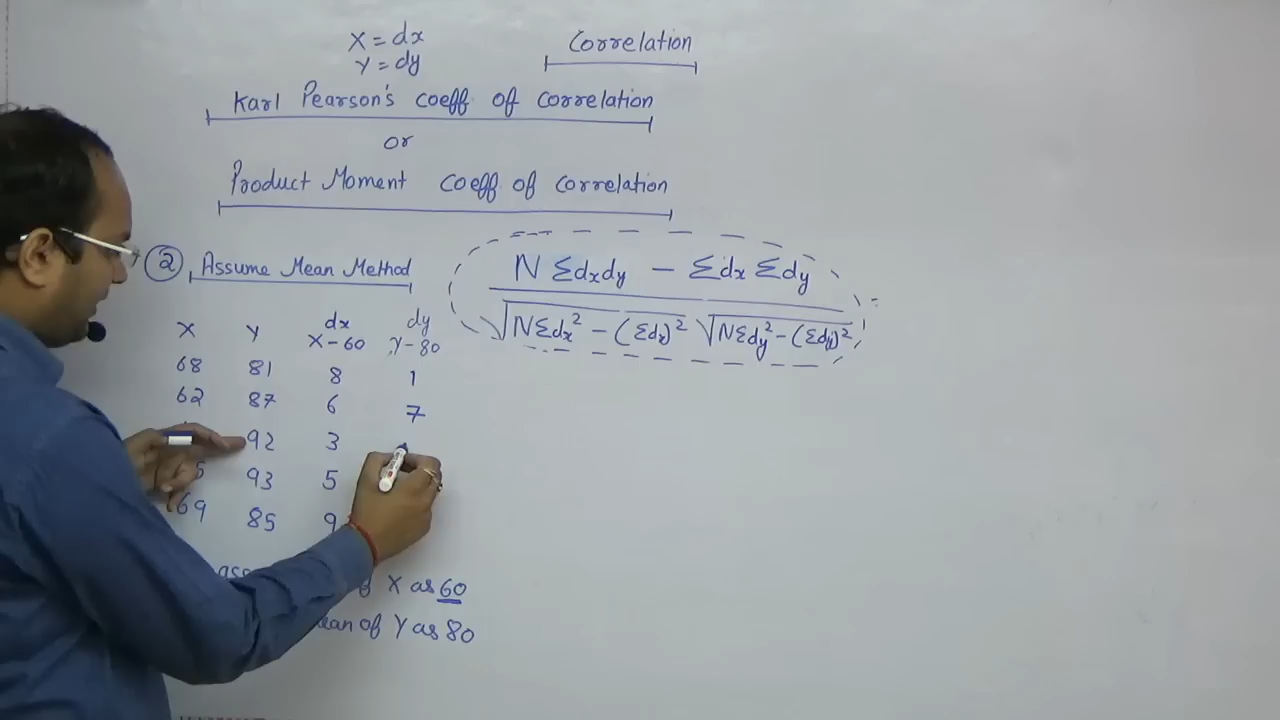 X = dx
Y = dy
Correlation
Karl Pearson's coeff of correlation
or
Product Moment coeff of correlation
② Assume Mean Method
N Σdxdy − Σdx Σdy
√NΣdx² − (Σdx)² √NΣdy² − (Σdy)²
X Y dx dy
X−60 Y−80
68 81 8 1
62 87 6 7
92 3
5 93 5
69 85 9
X as 60
of Y as 80